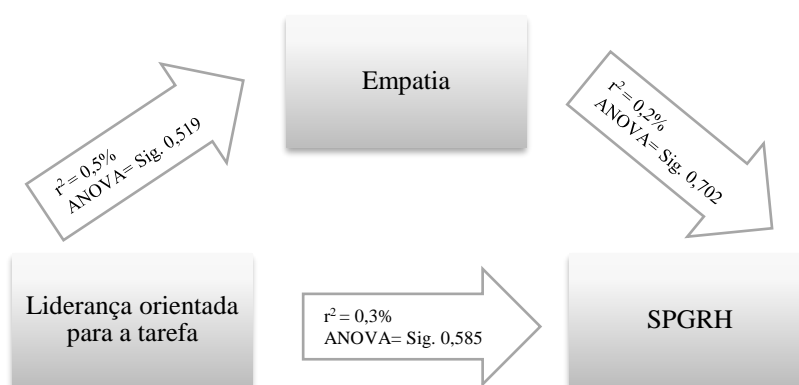 Empatia
r² = 0,5%
ANOVA= Sig. 0,519
r² = 0,2%
ANOVA= Sig. 0,702
Liderança orientada
para a tarefa
r² = 0,3%
ANOVA= Sig. 0,585
SPGRH